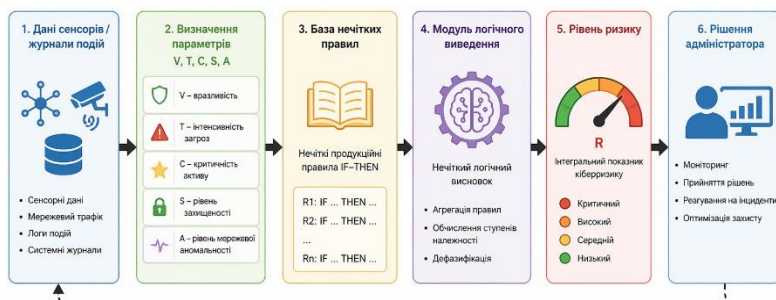 1. Дані сенсорів /
журнали подій
• Сенсорні дані
• Мережевий трафік
• Логи подій
• Системні журнали
2. Визначення
параметрів
V, T, C, S, A
V – вразливість
T – інтенсивність
загроз
C – критичність
активу
S – рівень
захищеності
A – рівень мережевої
аномальності
3. База нечітких
правил
Нечіткі продукційні
правила IF–THEN
R1: IF ... THEN ...
R2: IF ... THEN ...
...
Rn: IF ... THEN ...
4. Модуль логічного
виведення
Нечіткий логічний
висновок
• Агрегація правил
• Обчислення ступенів
належності
• Дефазифікація
5. Рівень ризику
R
Інтегральний показник
кіберризику
Критичний
Високий
Середній
Низький
6. Рішення
адміністратора
• Моніторинг
• Прийняття рішень
• Реагування на інциденти
• Оптимізація захисту